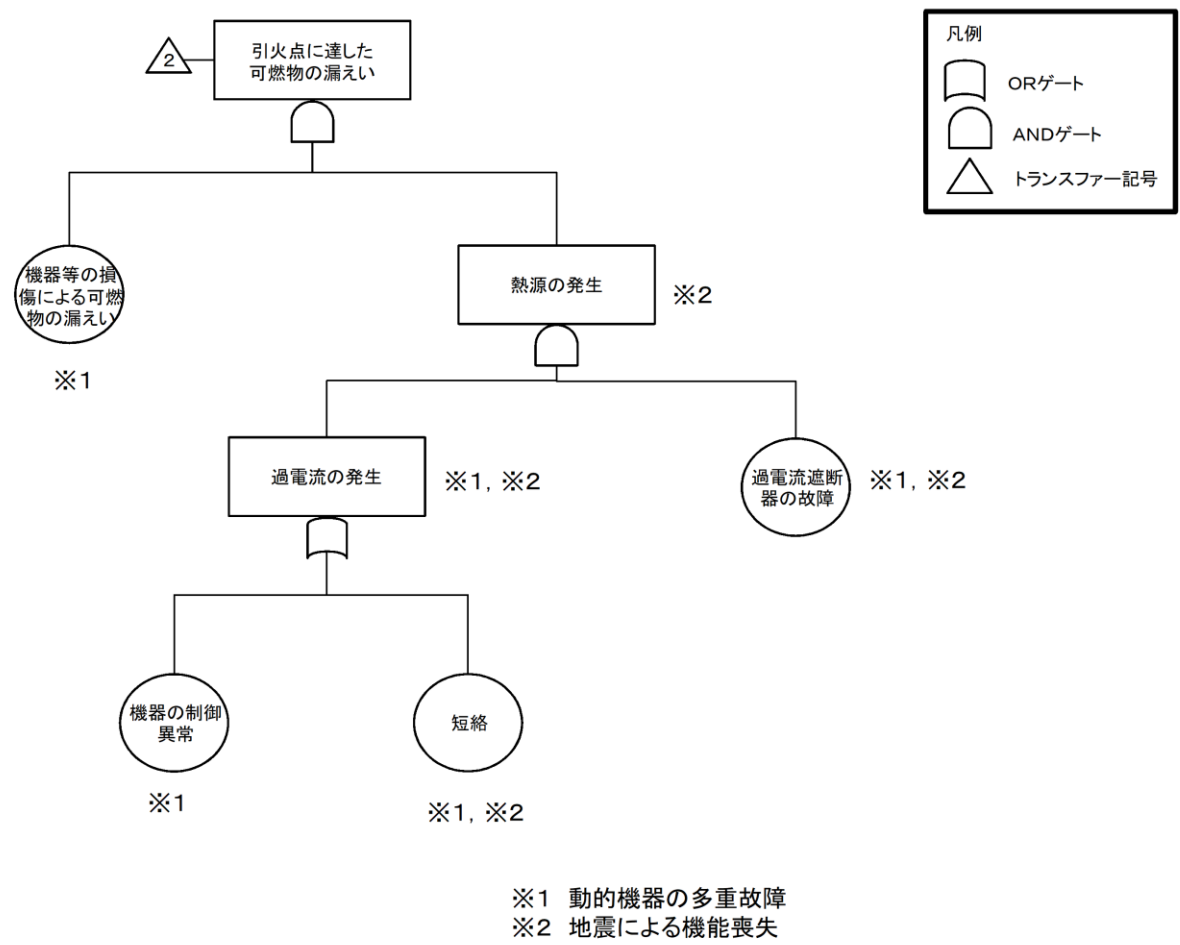 引火点に達した
可燃物の漏えい
2
凡例
ORゲート
ANDゲート
トランスファー記号
機器等の損
傷による可燃
物の漏えい
※1
熱源の発生
※2
過電流の発生
※1, ※2
過電流遮断
器の故障
※1, ※2
機器の制御
異常
※1
短絡
※1, ※2
※1 動的機器の多重故障
※2 地震による機能喪失